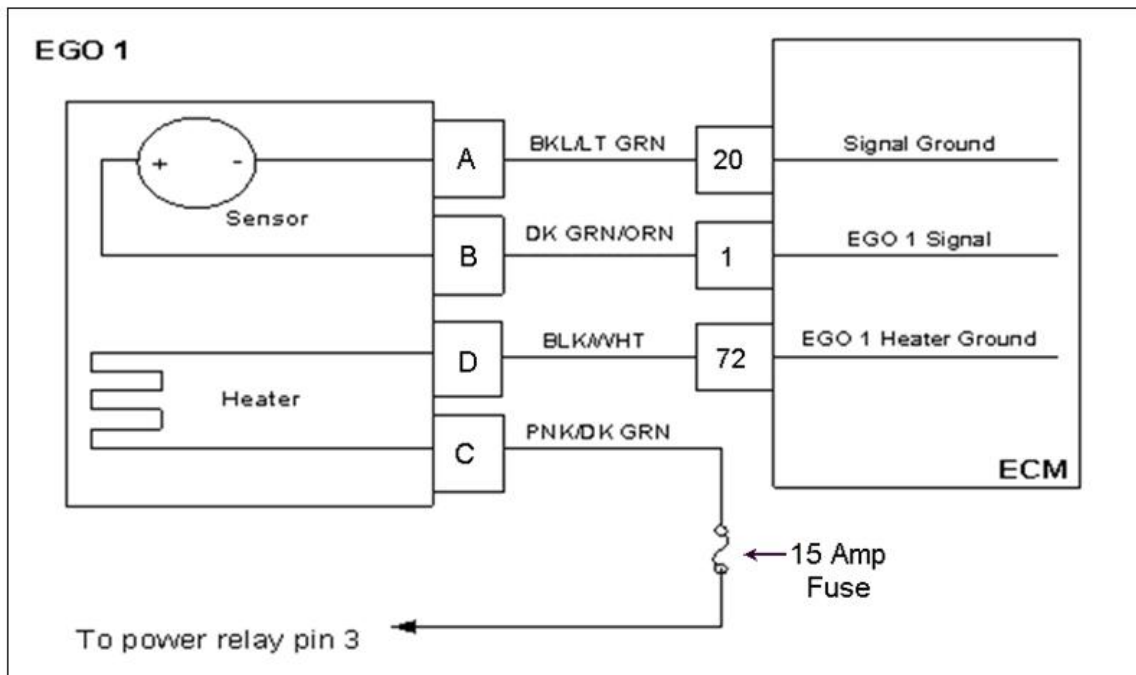 EGO 1
+ -
Sensor
Heater
A
B
D
C
BKL/LT GRN
DK GRN/ORN
BLK/WHT
PNK/DK GRN
20
1
72
Signal Ground
EGO 1 Signal
EGO 1 Heater Ground
ECM
15 Amp
Fuse
To power relay pin 3